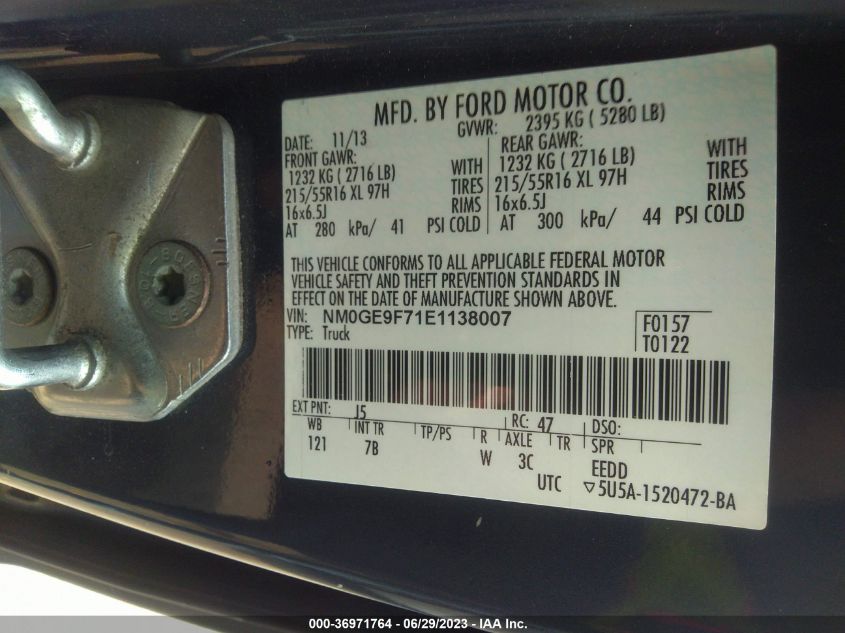 MFD. BY FORD MOTOR CO.
DATE: 11/13 GVWR: 2395 KG ( 5280 LB)
FRONT GAWR: REAR GAWR:
1232 KG ( 2716 LB) WITH 1232 KG ( 2716 LB) WITH
215/55R16 XL 97H TIRES 215/55R16 XL 97H TIRES
16x6.5J RIMS 16x6.5J RIMS
AT 280 kPa/ 41 PSI COLD AT 300 kPa/ 44 PSI COLD
THIS VEHICLE CONFORMS TO ALL APPLICABLE FEDERAL MOTOR
VEHICLE SAFETY AND THEFT PREVENTION STANDARDS IN
EFFECT ON THE DATE OF MANUFACTURE SHOWN ABOVE.
VIN: NM0GE9F71E1138007 F0157
TYPE: Truck T0122
EXT PNT: J5 RC: 47 DSO:
WB INT TR TP/PS R AXLE TR SPR
121 7B W 3C EEDD
UTC ▽5U5A-1520472-BA
000-36971764 / 06/29/2023 - IAA Inc.